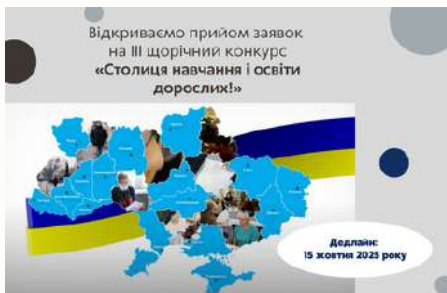 Відкриваємо прийом заявок
на III щорічний конкурс
«Столиця навчання і освіти
дорослих!»
Дедлайн:
15 жовтня 2025 року